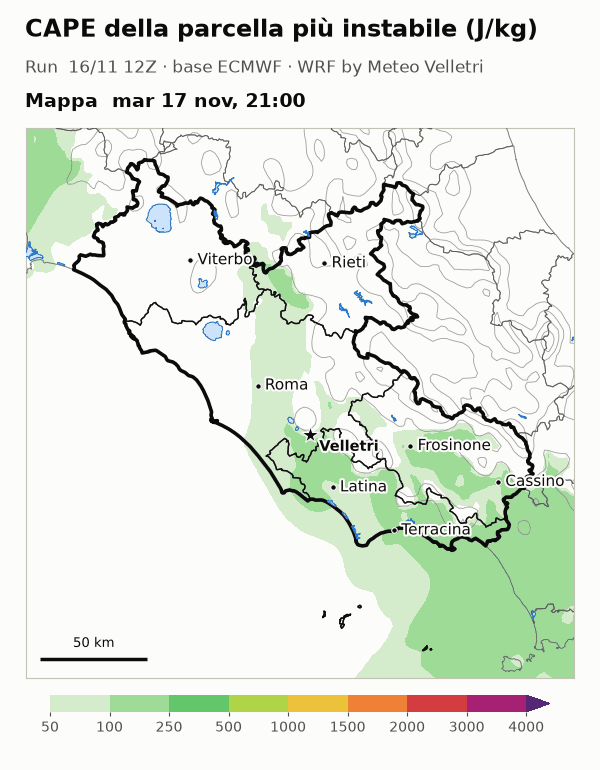 CAPE della parcella più instabile (J/kg)
Run  16/11 12Z · base ECMWF · WRF by Meteo Velletri
Mappa  mar 17 nov, 21:00
Viterbo
Rieti
Roma
Velletri
Frosinone
Latina
Cassino
Terracina
50 km
50 100 250 500 1000 1500 2000 3000 4000